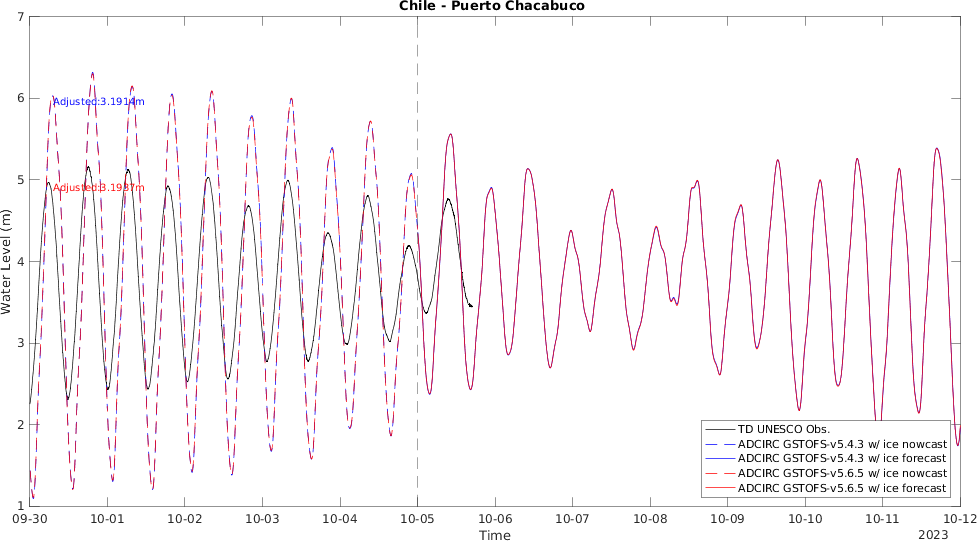 Chile - Puerto Chacabuco
7
6
5
4
3
2
1
Water Level (m)
Adjusted:3.1914m
Adjusted:3.1937m
TD UNESCO Obs.
ADCIRC GSTOFS-v5.4.3 w/ ice nowcast
ADCIRC GSTOFS-v5.4.3 w/ ice forecast
ADCIRC GSTOFS-v5.6.5 w/ ice nowcast
ADCIRC GSTOFS-v5.6.5 w/ ice forecast
09-30 10-01 10-02 10-03 10-04 10-05 10-06 10-07 10-08 10-09 10-10 10-11 10-12
Time
2023